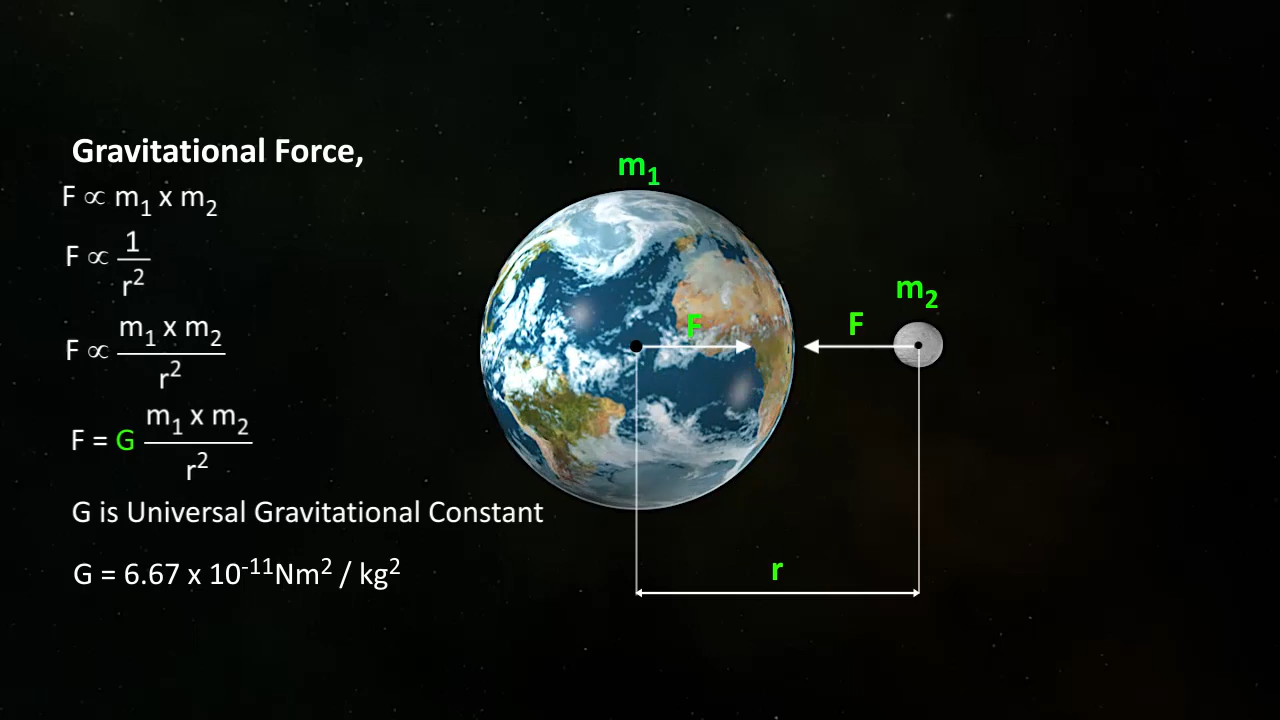 Gravitational Force,
F ∝ m₁ x m₂
F ∝ 1 / r²
F ∝ m₁ x m₂ / r²
F = G m₁ x m₂ / r²
G is Universal Gravitational Constant
G = 6.67 x 10⁻¹¹Nm² / kg²
m₁
m₂
F
F
r